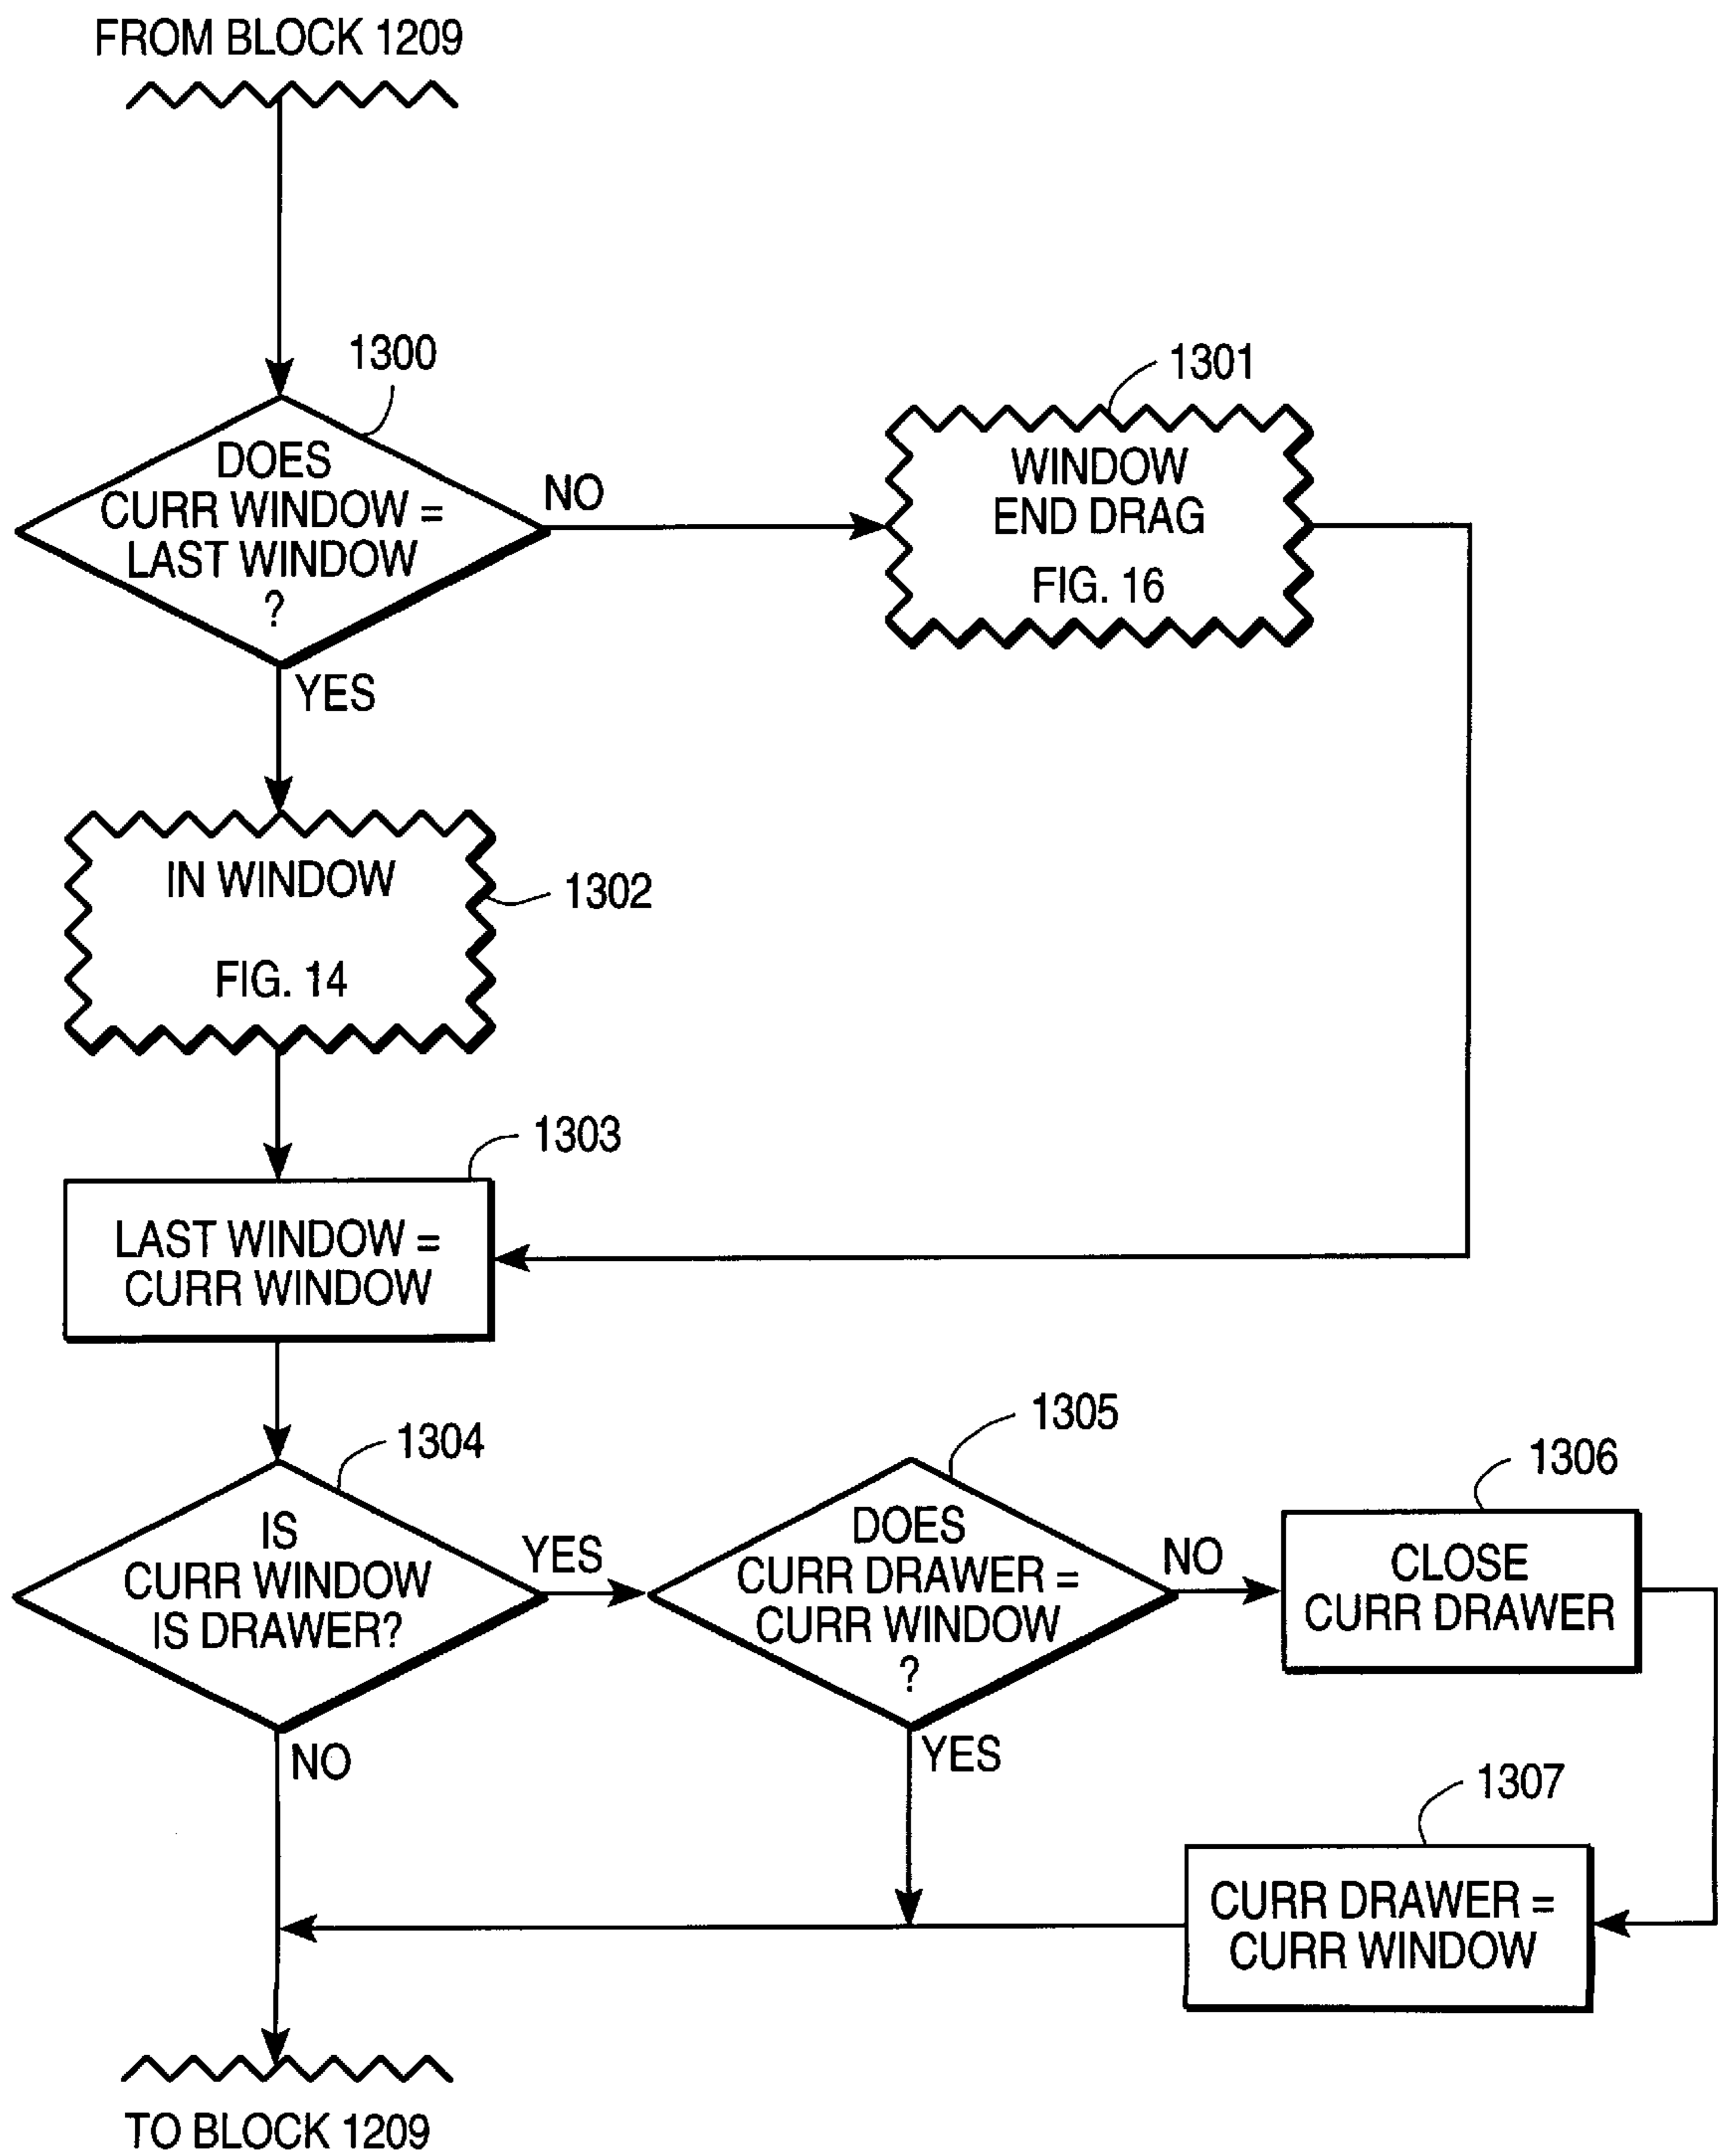 FROM BLOCK 1209
1300
DOES
CURR WINDOW =
LAST WINDOW
?
NO
YES
1301
WINDOW
END DRAG
FIG. 16
IN WINDOW
FIG. 14
1302
1303
LAST WINDOW =
CURR WINDOW
1304
IS
CURR WINDOW
IS DRAWER?
YES
NO
1305
DOES
CURR DRAWER =
CURR WINDOW
?
NO
YES
1306
CLOSE
CURR DRAWER
1307
CURR DRAWER =
CURR WINDOW
TO BLOCK 1209